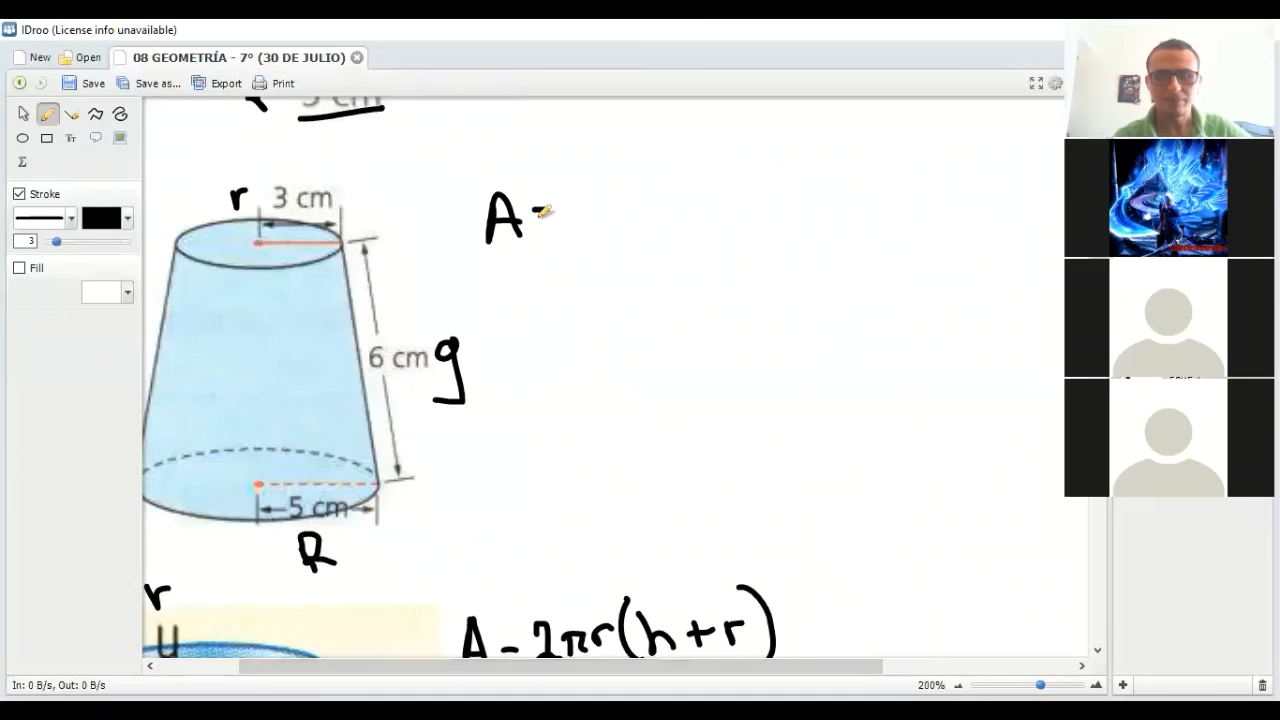 IDroo (License info unavailable)
New Open 08 GEOMETRÍA - 7º (30 DE JULIO)
Save Save as... Export Print
Tr
Σ
Stroke
3
Fill
r 3 cm
A =
6 cm g
5 cm
R
r
A = 2πr(h+r)
In: 0 B/s, Out: 0 B/s
200%